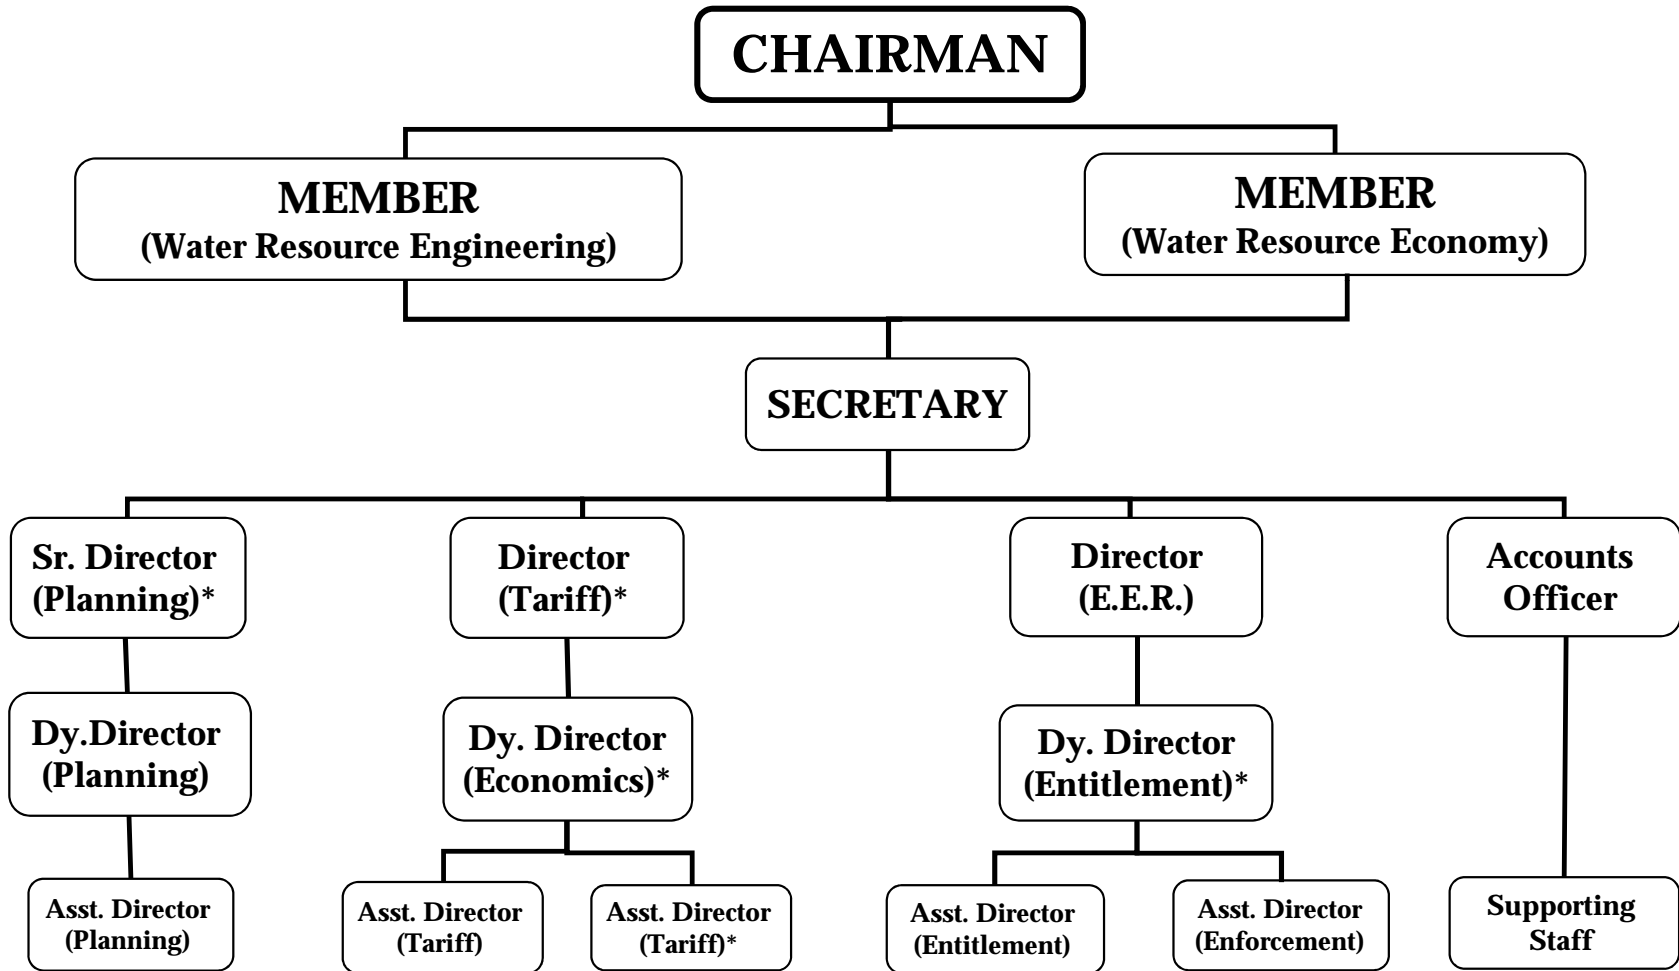 CHAIRMAN
MEMBER
(Water Resource Engineering)
MEMBER
(Water Resource Economy)
SECRETARY
Sr. Director
(Planning)*
Director
(Tariff)*
Director
(E.E.R.)
Accounts
Officer
Dy.Director
(Planning)
Dy. Director
(Economics)*
Dy. Director
(Entitlement)*
Asst. Director
(Planning)
Asst. Director
(Tariff)
Asst. Director
(Tariff)*
Asst. Director
(Entitlement)
Asst. Director
(Enforcement)
Supporting
Staff